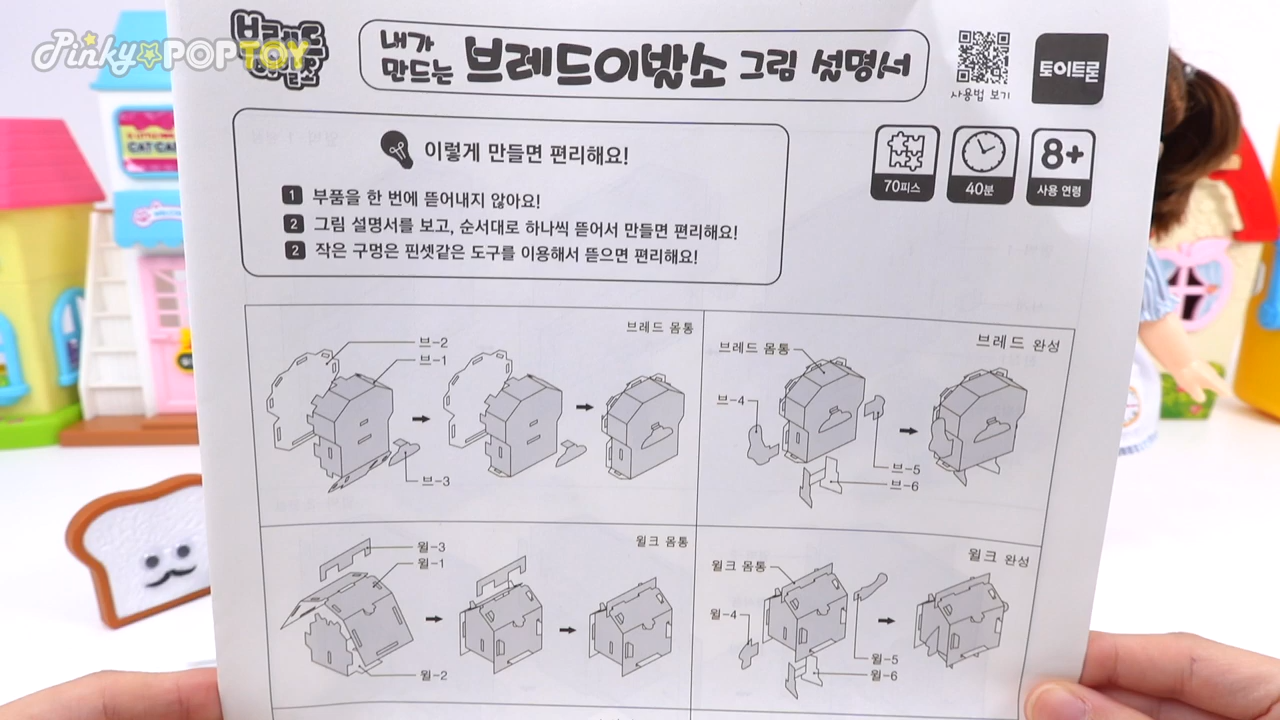 Pinky POPTOY
브레드
이발소
내가
만드는 브레드이발소 그림 설명서
사용법 보기
토이트론
이렇게 만들면 편리해요!
1 부품을 한 번에 뜯어내지 않아요!
2 그림 설명서를 보고, 순서대로 하나씩 뜯어서 만들면 편리해요!
2 작은 구멍은 핀셋같은 도구를 이용해서 뜯으면 편리해요!
70피스
40분
8+
사용 연령
브레드 몸통
브-2
브-1
브-3
브레드 완성
브레드 몸통
브-4
브-5
브-6
윌크 몸통
윌-3
윌-1
윌-2
윌크 완성
윌크 몸통
윌-4
윌-5
윌-6